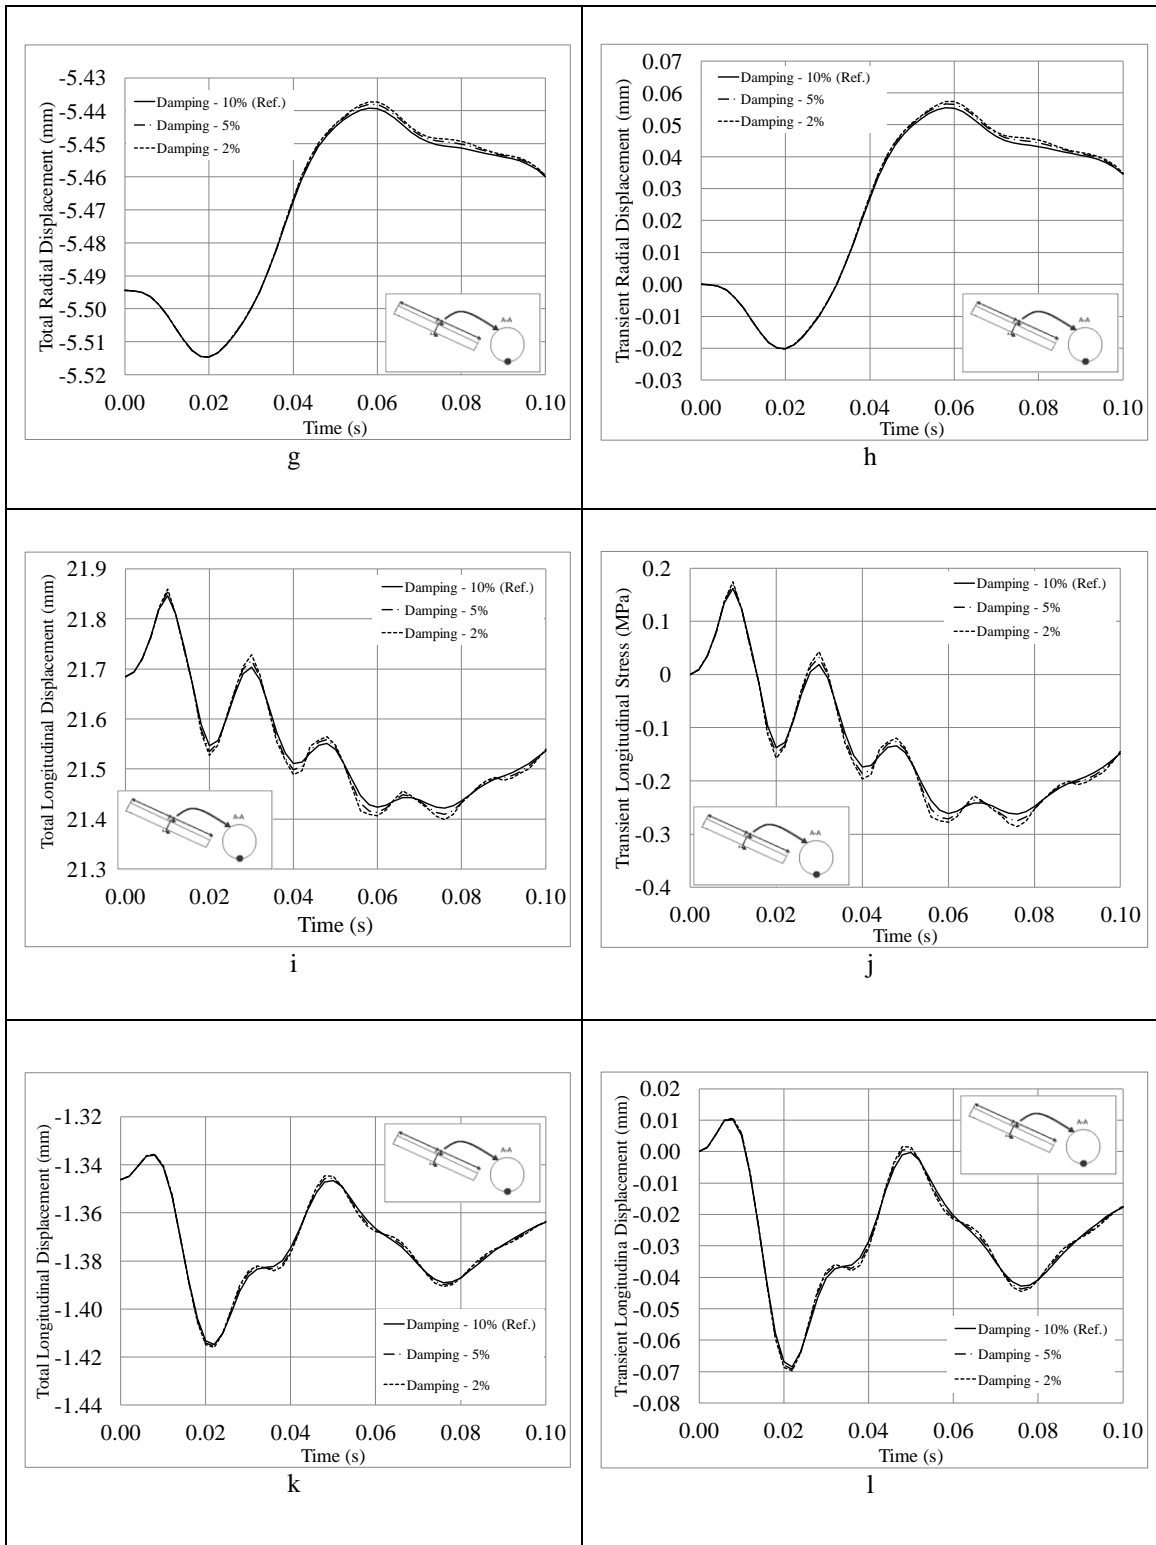 -5.43
-5.44
-5.45
-5.46
-5.47
-5.48
-5.49
-5.50
-5.51
-5.52
Total Radial Displacement (mm)
Damping - 10% (Ref.)
Damping - 5%
Damping - 2%
A-A
0.00 0.02 0.04 0.06 0.08 0.10
Time (s)
g
0.07
0.06
0.05
0.04
0.03
0.02
0.01
0.00
-0.01
-0.02
-0.03
Transient Radial Displacement (mm)
Damping - 10% (Ref.)
Damping - 5%
Damping - 2%
A-A
0.00 0.02 0.04 0.06 0.08 0.10
Time (s)
h
21.9
21.8
21.7
21.6
21.5
21.4
21.3
Total Longitudinal Displacement (mm)
Damping - 10% (Ref.)
Damping - 5%
Damping - 2%
A-A
0.00 0.02 0.04 0.06 0.08 0.10
Time (s)
i
0.2
0.1
0
-0.1
-0.2
-0.3
-0.4
Transient Longitudinal Stress (MPa)
Damping - 10% (Ref.)
Damping - 5%
Damping - 2%
A-A
0.00 0.02 0.04 0.06 0.08 0.10
Time (s)
j
-1.32
-1.34
-1.36
-1.38
-1.40
-1.42
-1.44
Total Longitudinal Displacement (mm)
A-A
Damping - 10% (Ref.)
Damping - 5%
Damping - 2%
0.00 0.02 0.04 0.06 0.08 0.10
Time (s)
k
0.02
0.01
0.00
-0.01
-0.02
-0.03
-0.04
-0.05
-0.06
-0.07
-0.08
Transient Longitudina Displacement (mm)
A-A
Damping - 10% (Ref.)
Damping - 5%
Damping - 2%
0.00 0.02 0.04 0.06 0.08 0.10
Time (s)
l